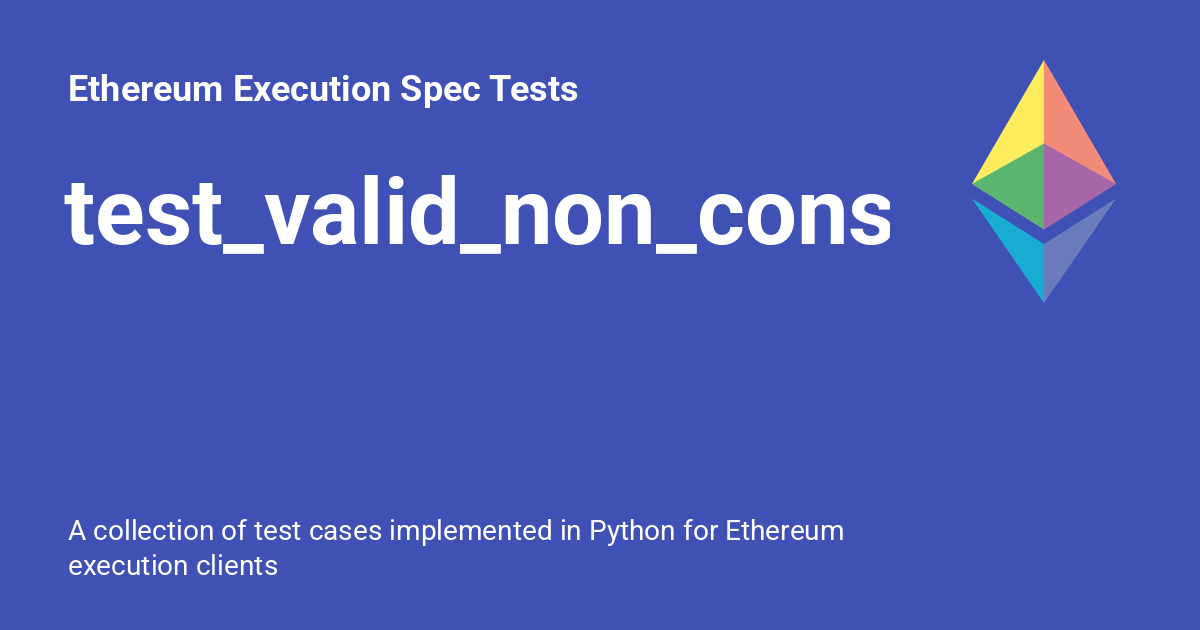 Ethereum Execution Spec Tests
test_valid_non_cons
A collection of test cases implemented in Python for Ethereum
execution clients